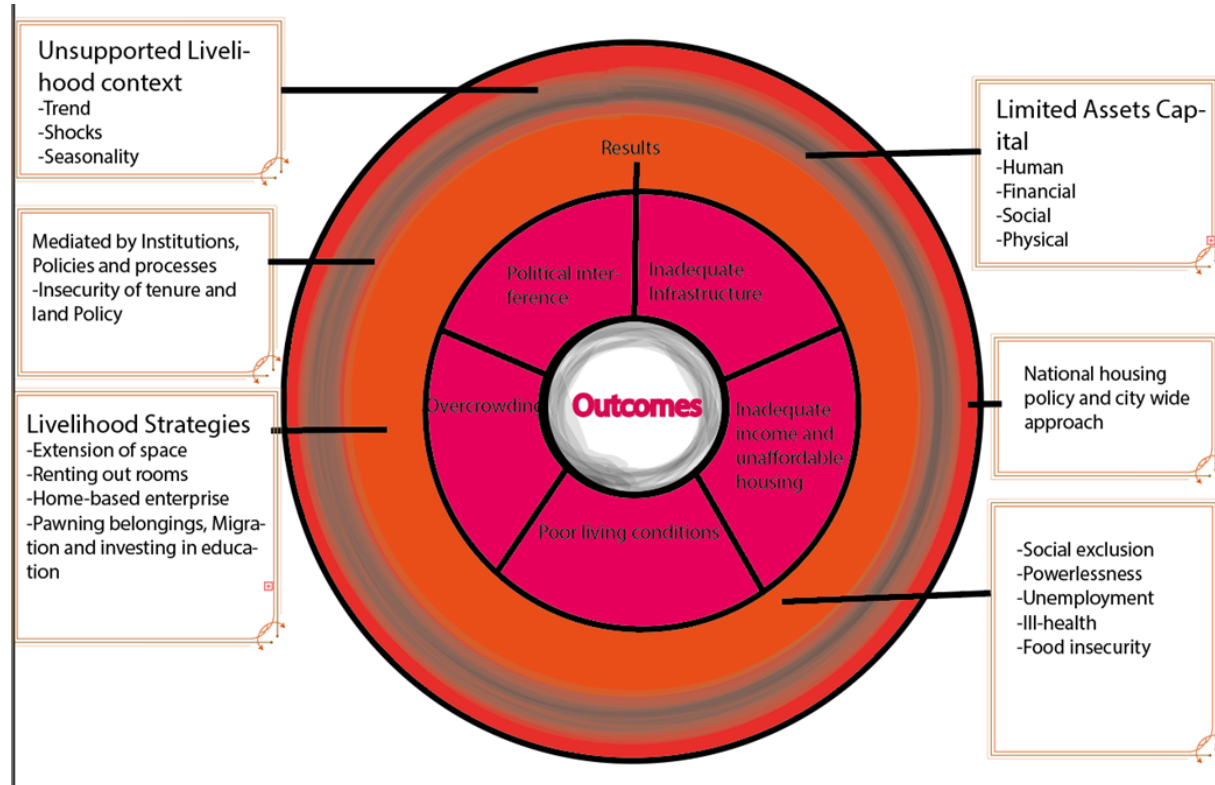 Unsupported Liveli-
hood context
-Trend
-Shocks
-Seasonality
Mediated by Institutions,
Policies and processes
-Insecurity of tenure and
land Policy
Livelihood Strategies
-Extension of space
-Renting out rooms
-Home-based enterprise
-Pawning belongings, Migra-
tion and investing in educa-
tion
Results
Political inter-
ference
Inadequate
Infrastructure
Overcrowding
Outcomes
Inadequate
income and
unaffordable
housing
Poor living conditions
Limited Assets Cap-
ital
-Human
-Financial
-Social
-Physical
National housing
policy and city wide
approach
-Social exclusion
-Powerlessness
-Unemployment
-Ill-health
-Food insecurity